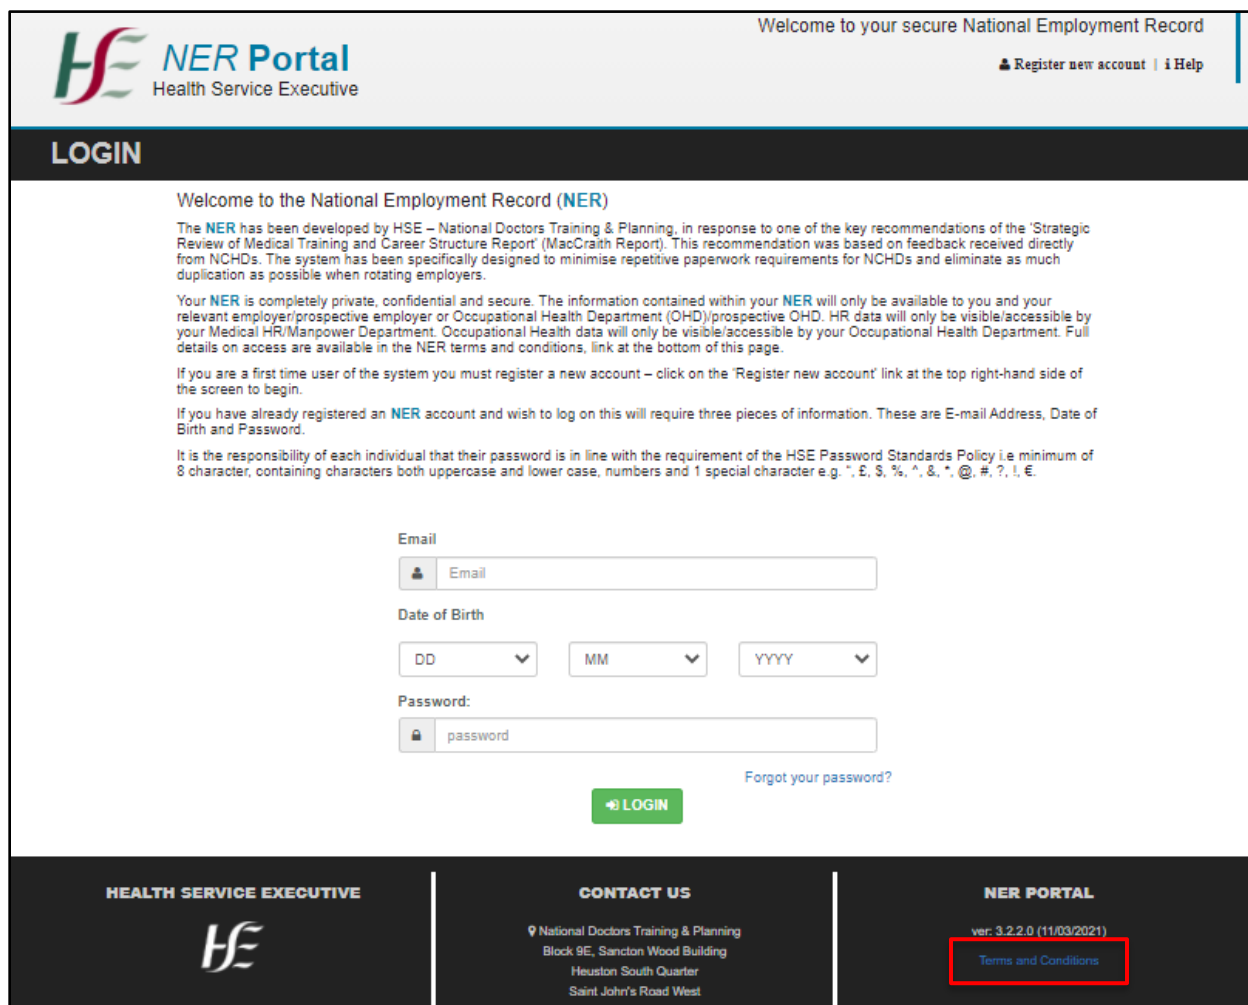 Welcome to your secure National Employment Record
HSE
NER Portal
Health Service Executive
Register new account | i Help
LOGIN
Welcome to the National Employment Record (NER)
The NER has been developed by HSE – National Doctors Training & Planning, in response to one of the key recommendations of the 'Strategic
Review of Medical Training and Career Structure Report' (MacCraith Report). This recommendation was based on feedback received directly
from NCHDs. The system has been specifically designed to minimise repetitive paperwork requirements for NCHDs and eliminate as much
duplication as possible when rotating employers.
Your NER is completely private, confidential and secure. The information contained within your NER will only be available to you and your
relevant employer/prospective employer or Occupational Health Department (OHD)/prospective OHD. HR data will only be visible/accessible by
your Medical HR/Manpower Department. Occupational Health data will only be visible/accessible by your Occupational Health Department. Full
details on access are available in the NER terms and conditions, link at the bottom of this page.
If you are a first time user of the system you must register a new account – click on the 'Register new account' link at the top right-hand side of
the screen to begin.
If you have already registered an NER account and wish to log on this will require three pieces of information. These are E-mail Address, Date of
Birth and Password.
It is the responsibility of each individual that their password is in line with the requirement of the HSE Password Standards Policy i.e minimum of
8 character, containing characters both uppercase and lower case, numbers and 1 special character e.g. ", £, $, %, ^, &, *, @, #, ?, !, €.
Email
Email
Date of Birth
DD MM YYYY
Password:
password
Forgot your password?
LOGIN
HEALTH SERVICE EXECUTIVE
HSE
CONTACT US
National Doctors Training & Planning
Block 9E, Sancton Wood Building
Heuston South Quarter
Saint John's Road West
NER PORTAL
ver: 3.2.2.0 (11/03/2021)
Terms and Conditions